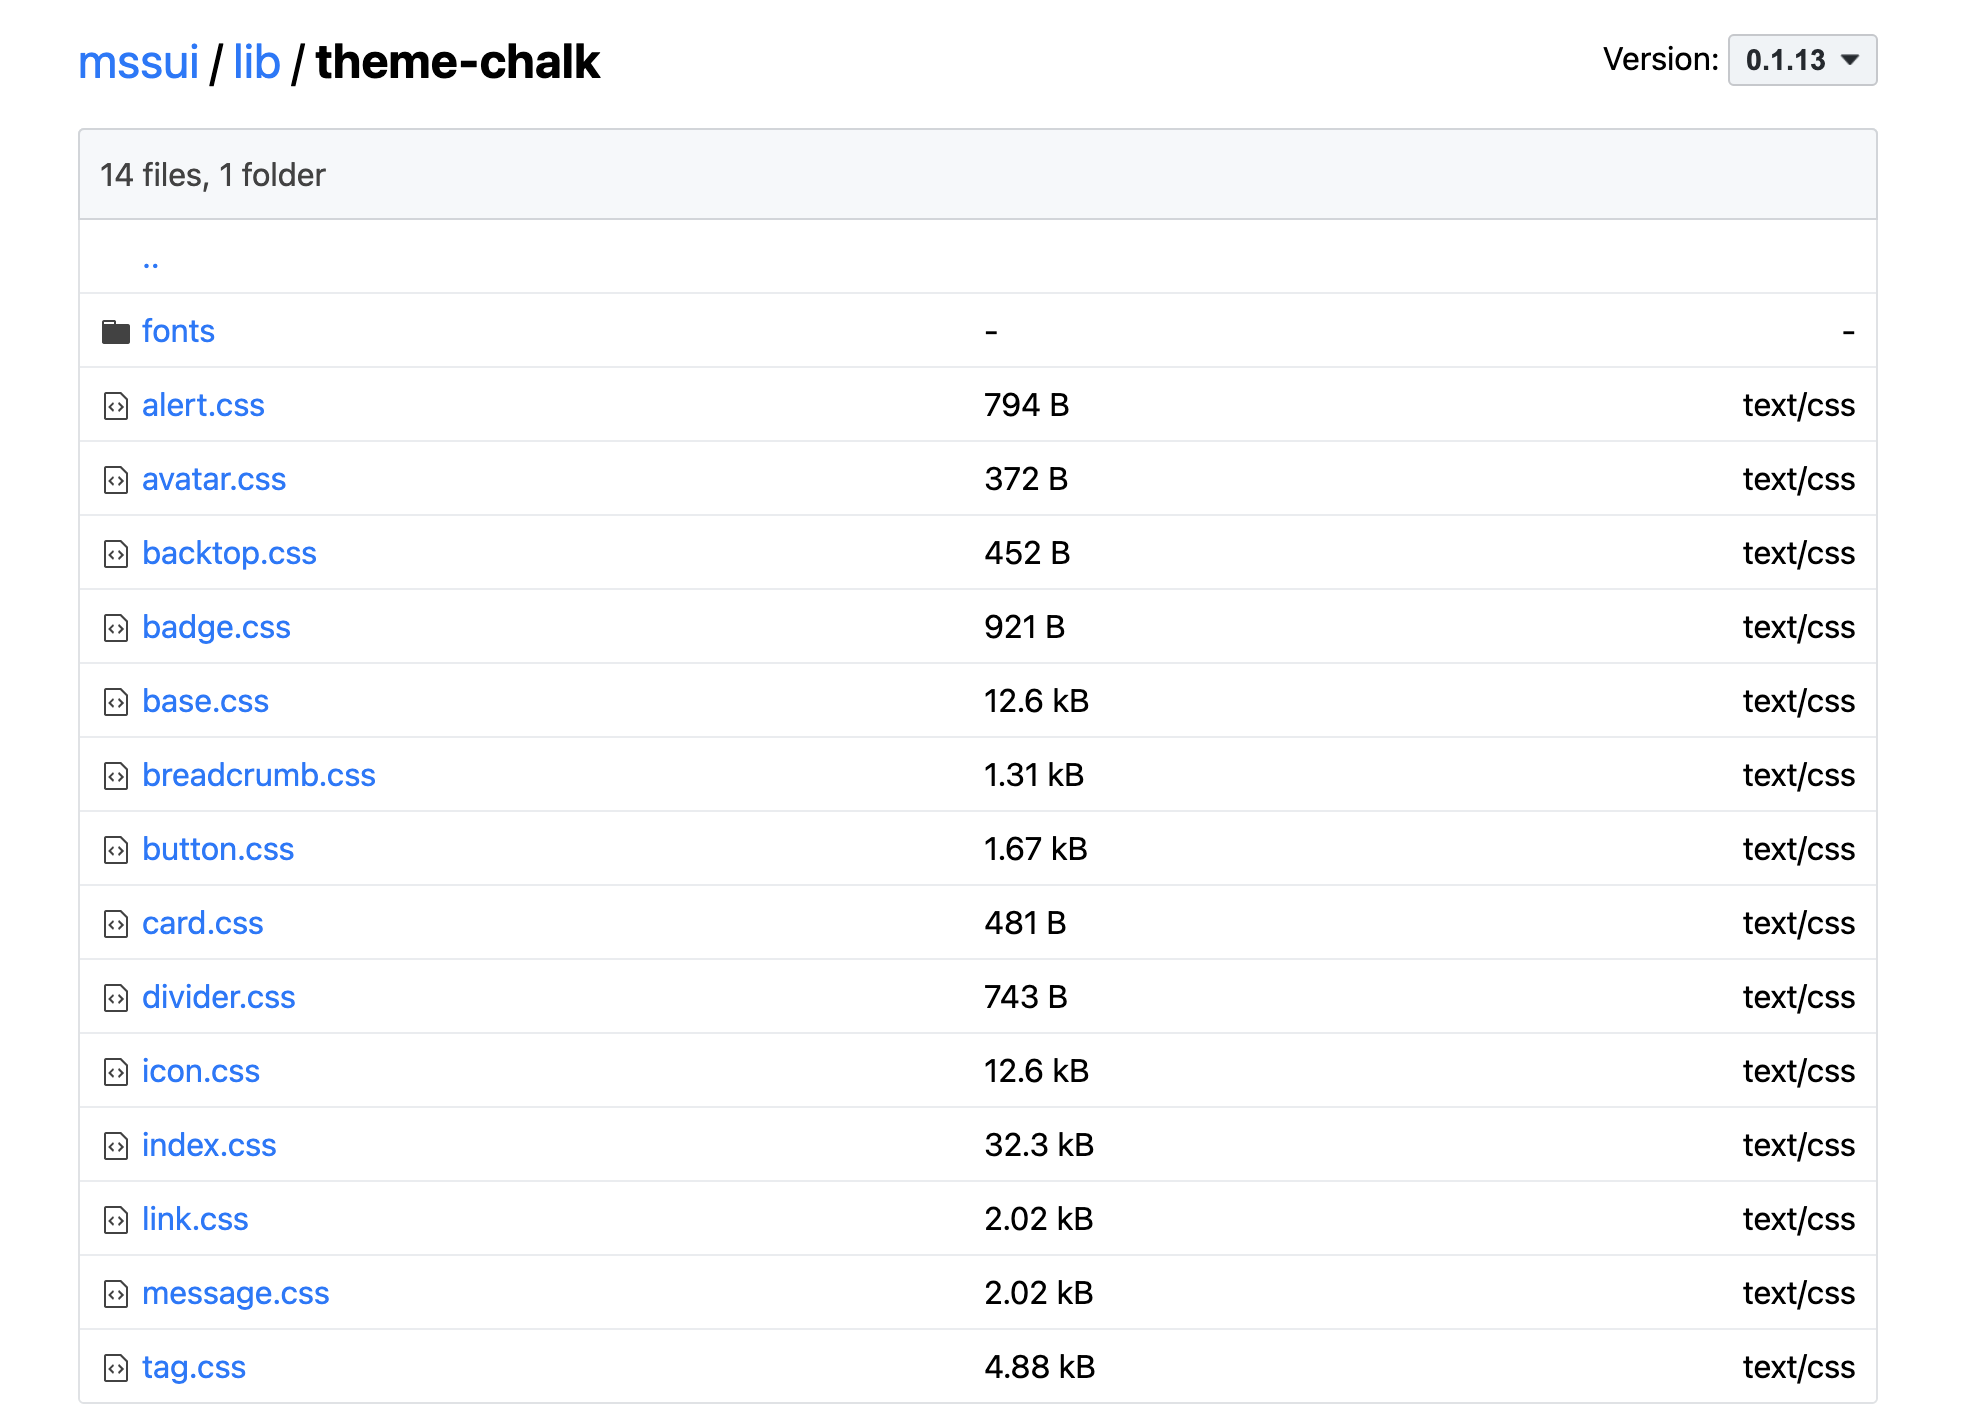 mssui / lib / theme-chalk Version: 0.1.13
14 files, 1 folder
..
fonts - -
alert.css 794 B text/css
avatar.css 372 B text/css
backtop.css 452 B text/css
badge.css 921 B text/css
base.css 12.6 kB text/css
breadcrumb.css 1.31 kB text/css
button.css 1.67 kB text/css
card.css 481 B text/css
divider.css 743 B text/css
icon.css 12.6 kB text/css
index.css 32.3 kB text/css
link.css 2.02 kB text/css
message.css 2.02 kB text/css
tag.css 4.88 kB text/css